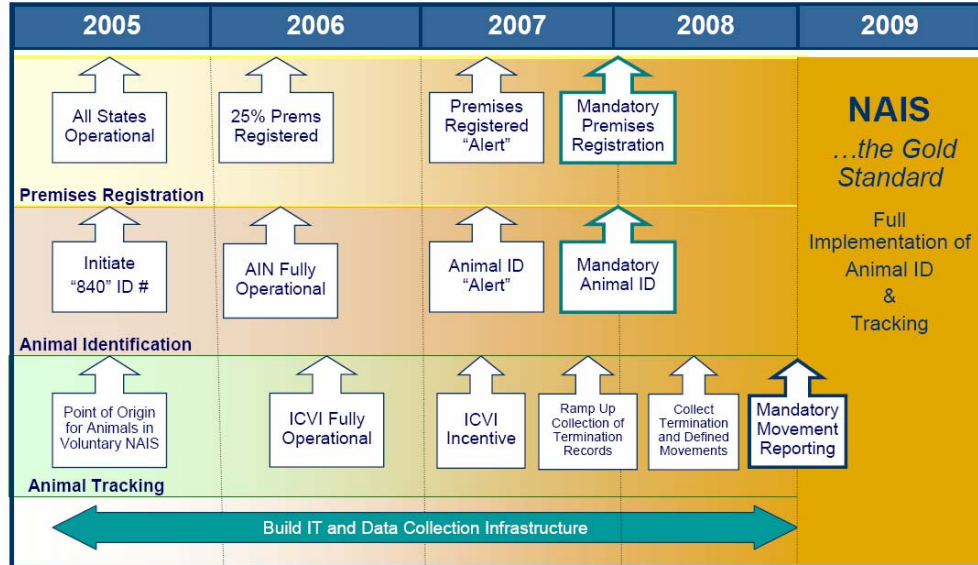 2005
2006
2007
2008
2009
All States
Operational
25% Prems
Registered
Premises
Registered
“Alert”
Mandatory
Premises
Registration
Premises Registration
Initiate
“840” ID #
AIN Fully
Operational
Animal ID
“Alert”
Mandatory
Animal ID
Animal Identification
Point of Origin
for Animals in
Voluntary NAIS
ICVI Fully
Operational
ICVI
Incentive
Ramp Up
Collection of
Termination
Records
Collect
Termination
and Defined
Movements
Mandatory
Movement
Reporting
Animal Tracking
Build IT and Data Collection Infrastructure
NAIS
…the Gold
Standard
Full
Implementation of
Animal ID
&
Tracking